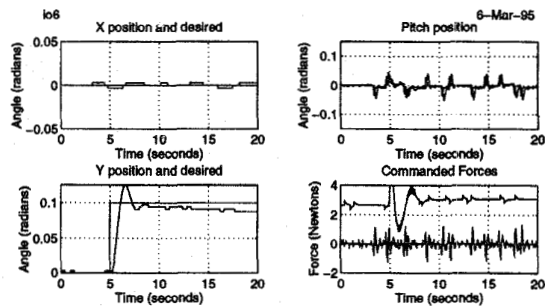 io6
6-Mar-95
X position and desired
Pitch position
0.05
0
-0.05
Angle (radians)
0 5 10 15 20
Time (seconds)
0.1
0
-0.1
Angle (radians)
0 5 10 15 20
Time (seconds)
Y position and desired
Commanded Forces
0.1
0.05
0
Angle (radians)
0 5 10 15 20
Time (seconds)
4
2
0
-2
Force (Newtons)
0 5 10 15 20
Time (seconds)